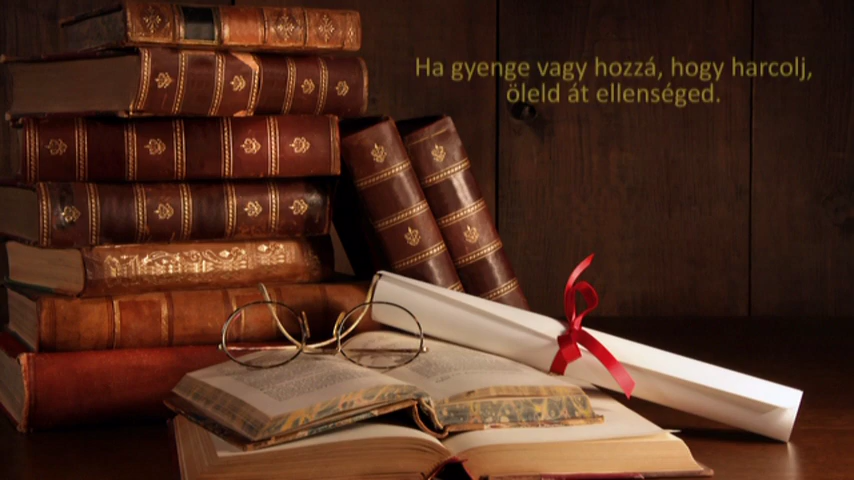 Ha gyenge vagy hozzá, hogy harcolj,
öleld át ellenséged.